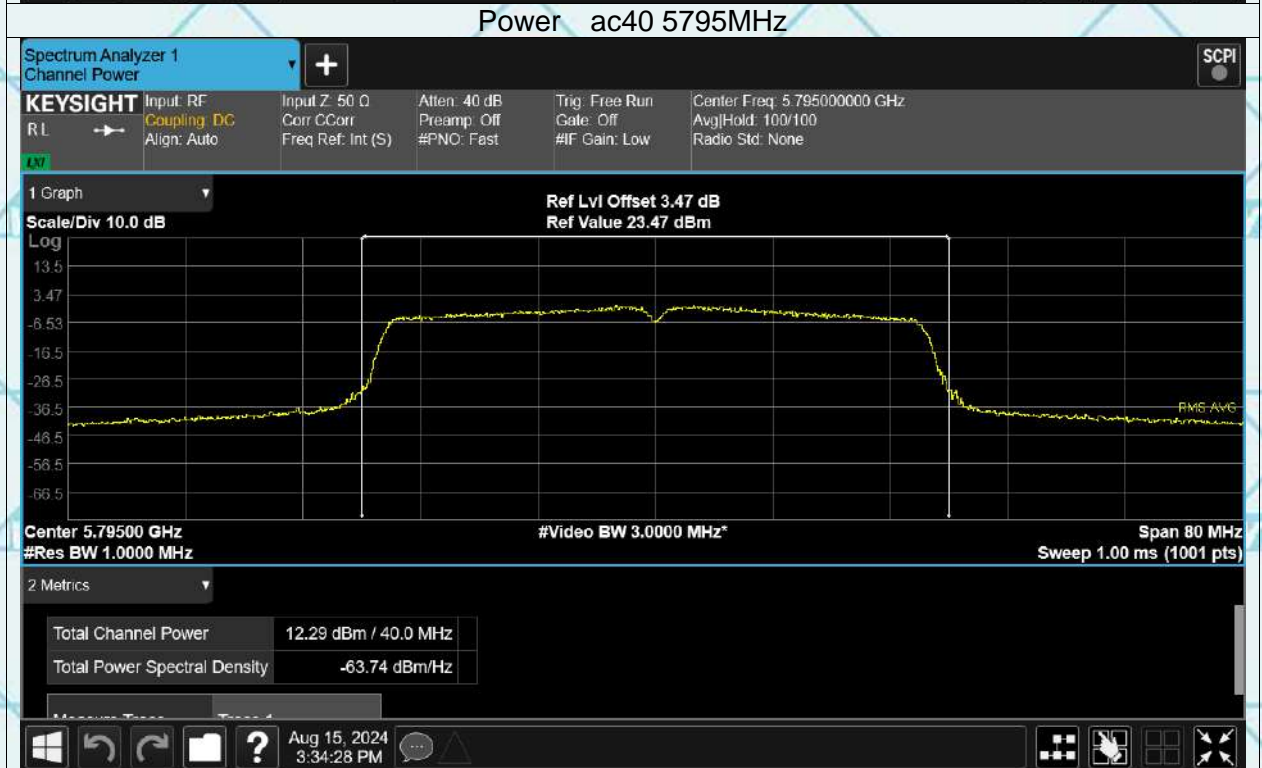 Power ac40 5795MHz
Spectrum Analyzer 1
Channel Power
+
SCPI
KEYSIGHT Input: RF Input Z: 50 Ω Atten: 40 dB Trig: Free Run Center Freq: 5.795000000 GHz
RL Coupling: DC Corr CCorr Preamp: Off Gate: Off Avg|Hold: 100/100
Align: Auto Freq Ref: Int (S) #PNO: Fast #IF Gain: Low Radio Std: None
LXI
1 Graph
Ref Lvl Offset 3.47 dB
Scale/Div 10.0 dB Ref Value 23.47 dBm
Log
13.5
3.47
-6.53
-16.5
-26.5
-36.5
RMS AVG
-46.5
-56.5
-66.5
Center 5.79500 GHz #Video BW 3.0000 MHz* Span 80 MHz
#Res BW 1.0000 MHz Sweep 1.00 ms (1001 pts)
2 Metrics
Total Channel Power 12.29 dBm / 40.0 MHz
Total Power Spectral Density -63.74 dBm/Hz
? Aug 15, 2024
3:34:28 PM